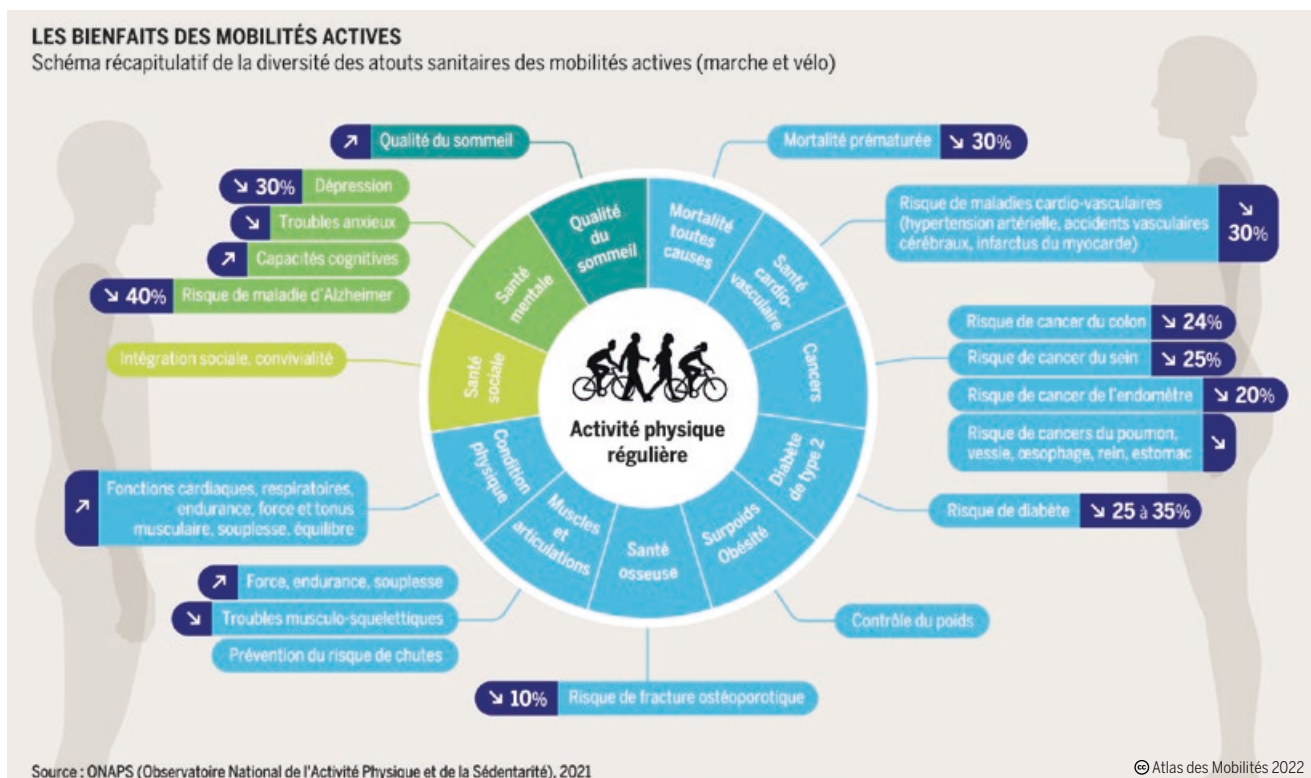 LES BIENFAITS DES MOBILITÉS ACTIVES
Schéma récapitulatif de la diversité des atouts sanitaires des mobilités actives (marche et vélo)
↗ Qualité du sommeil
↘ 30% Dépression
↘ Troubles anxieux
↗ Capacités cognitives
↘ 40% Risque de maladie d'Alzheimer
Intégration sociale, convivialité
↗ Fonctions cardiaques, respiratoires,
endurance, force et tonus
musculaire, souplesse, équilibre
↗ Force, endurance, souplesse
↘ Troubles musculo-squelettiques
Prévention du risque de chutes
↘ 10% Risque de fracture ostéoporotique
Mortalité prématurée ↘ 30%
Risque de maladies cardio-vasculaires
(hypertension artérielle, accidents vasculaires
cérébraux, infarctus du myocarde)
↘
30%
Risque de cancer du colon ↘ 24%
Risque de cancer du sein ↘ 25%
Risque de cancer de l'endomètre ↘ 20%
Risque de cancers du poumon,
vessie, œsophage, rein, estomac ↘
Risque de diabète ↘ 25 à 35%
Contrôle du poids
Qualité
du
sommeil
Mortalité
toutes
causes
Santé
cardio-
vasculaire
Cancers
Diabète
de type 2
Surpoids
Obésité
Santé
osseuse
Muscles
et
articulations
Condition
physique
Santé
sociale
Santé
mentale
Activité physique
régulière
Source : ONAPS (Observatoire National de l'Activité Physique et de la Sédentarité), 2021
cc Atlas des Mobilités 2022